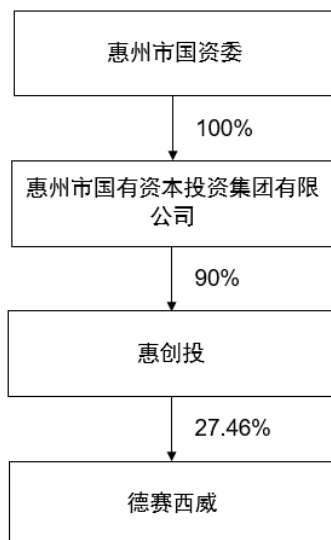 惠州市国资委
100%
惠州市国有资本投资集团有限
公司
90%
惠创投
27.46%
德赛西威